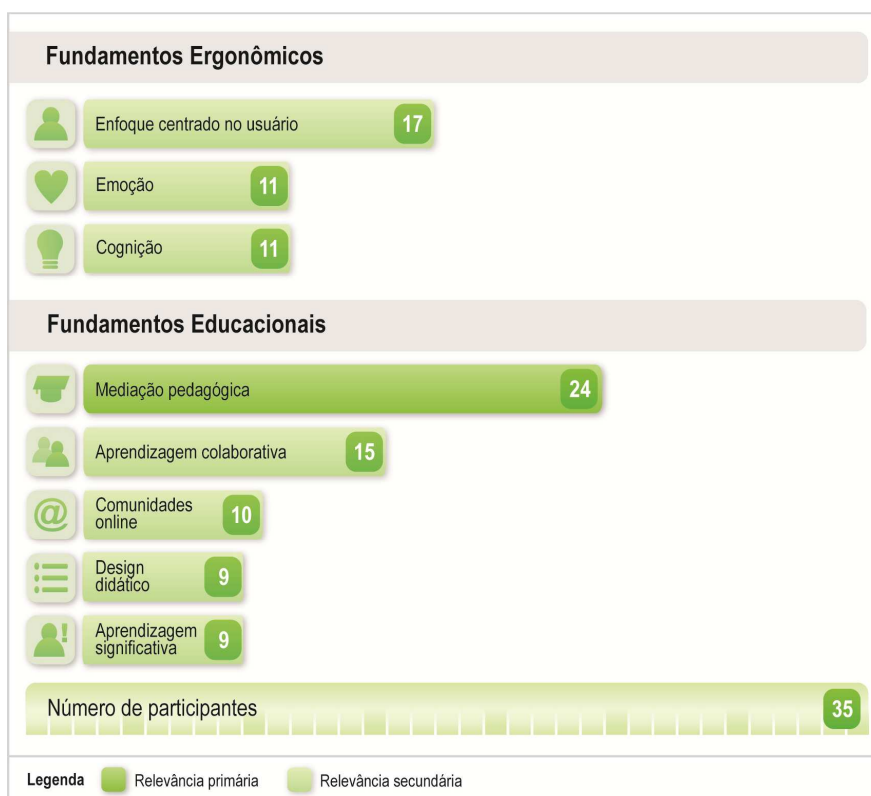 Fundamentos Ergonômicos
Enfoque centrado no usuário 17
Emoção 11
Cognição 11
Fundamentos Educacionais
Mediação pedagógica 24
Aprendizagem colaborativa 15
@ Comunidades
online 10
Design
didático 9
Aprendizagem
significativa 9
Número de participantes 35
Legenda Relevância primária Relevância secundária